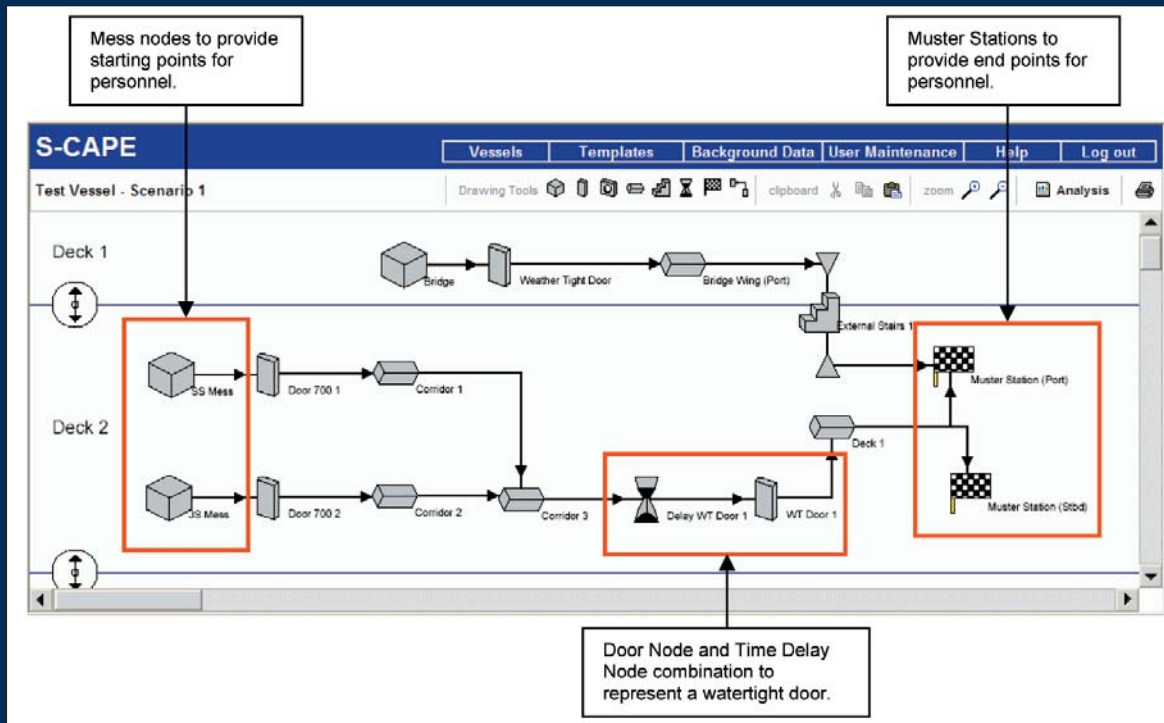 Mess nodes to provide
starting points for
personnel.
Muster Stations to
provide end points for
personnel.
S-CAPE
Vessels Templates Background Data User Maintenance Help Log out
Test Vessel - Scenario 1 Drawing Tools clipboard zoom Analysis
Deck 1
Bridge Weather Tight Door Bridge Wing (Port)
External Stairs 1
SS Mess Door 700 1 Corridor 1 Muster Station (Port)
Deck 2
Deck 1
JS Mess Door 700 2 Corridor 2 Corridor 3 Delay WT Door 1 WT Door 1 Muster Station (Stbd)
Door Node and Time Delay
Node combination to
represent a watertight door.